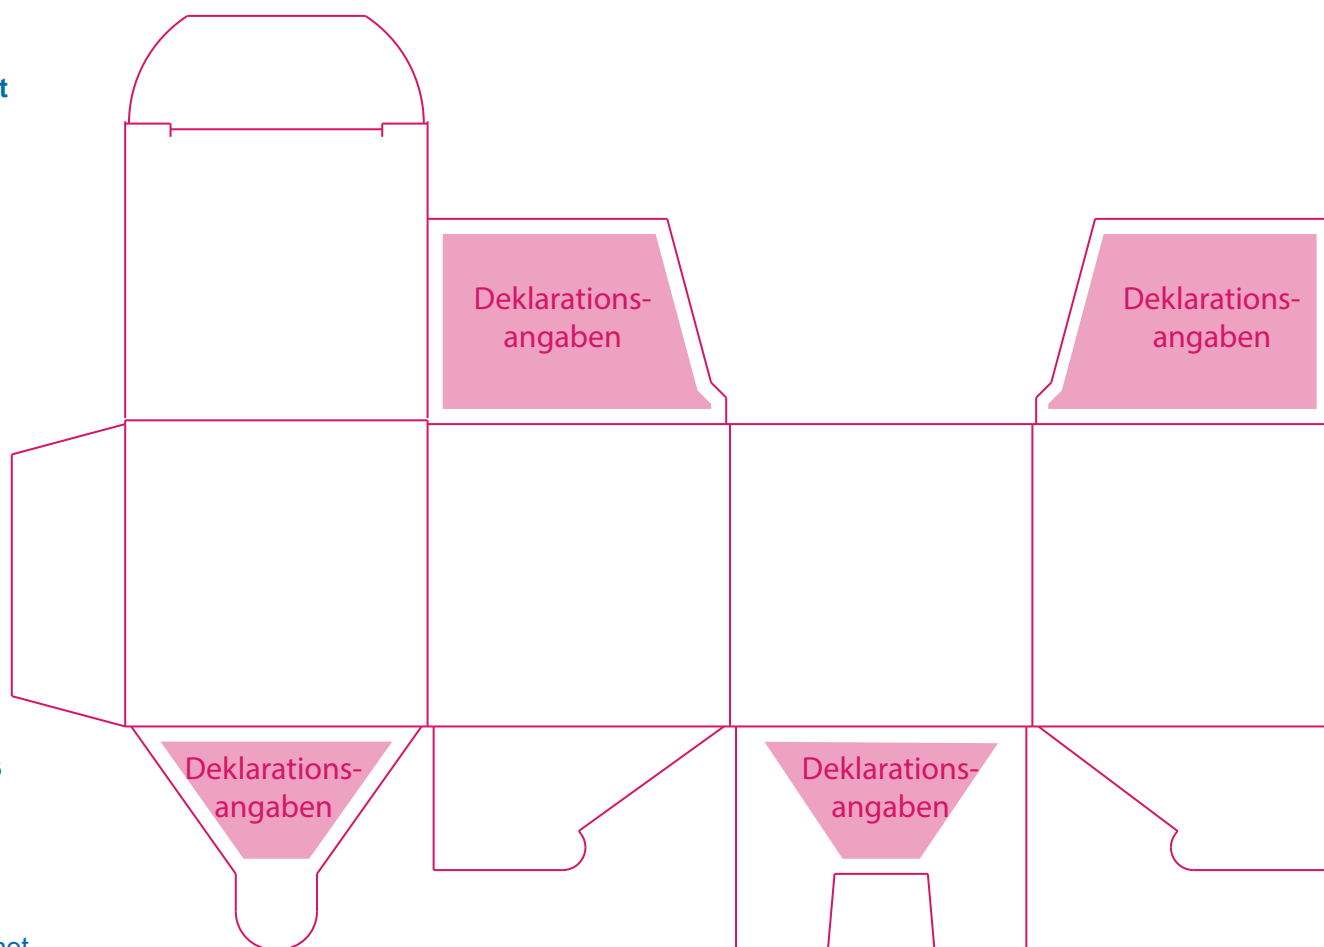 t
Deklarations-
angaben
Deklarations-
angaben
Deklarations-
angaben
Deklarations-
angaben